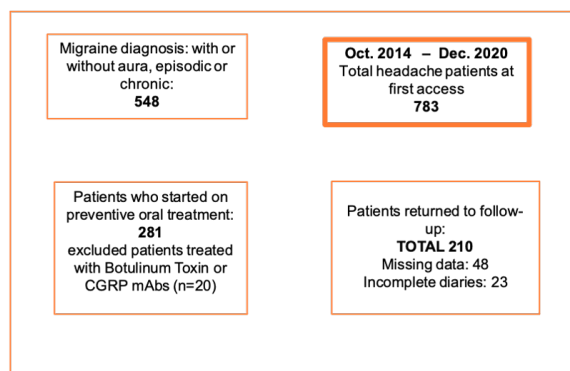 Migraine diagnosis: with or
without aura, episodic or
chronic:
548
Oct. 2014 – Dec. 2020
Total headache patients at
first access
783
Patients who started on
preventive oral treatment:
281
excluded patients treated
with Botulinum Toxin or
CGRP mAbs (n=20)
Patients returned to follow-
up:
TOTAL 210
Missing data: 48
Incomplete diaries: 23